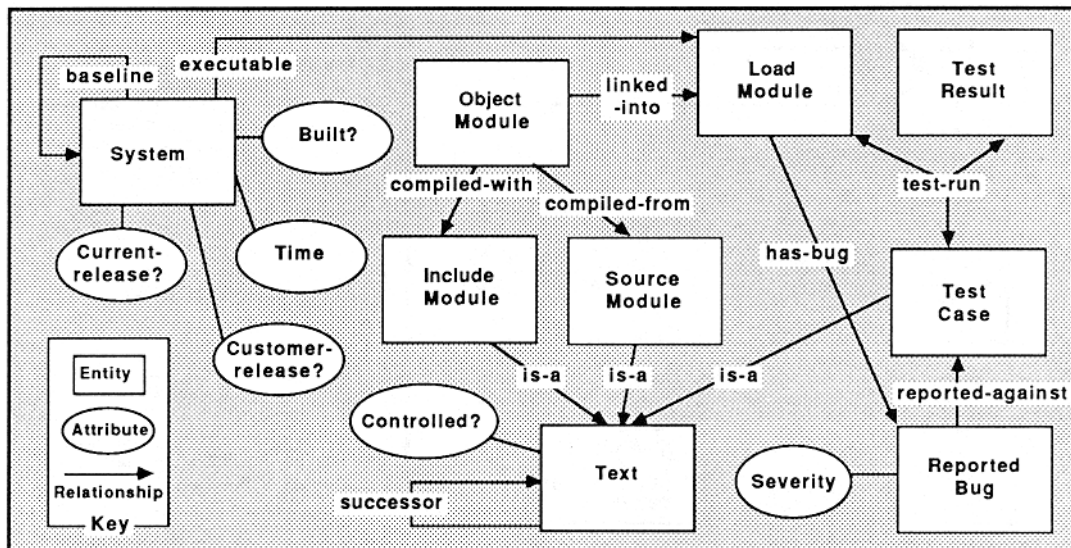 baseline
executable
System
Built?
Time
Current-
release?
Customer-
release?
Object
Module
linked
-into
Load
Module
Test
Result
compiled-with
compiled-from
test-run
has-bug
Include
Module
Source
Module
Test
Case
is-a
is-a
is-a
reported-against
Controlled?
Text
successor
Severity
Reported
Bug
Entity
Attribute
Relationship
Key